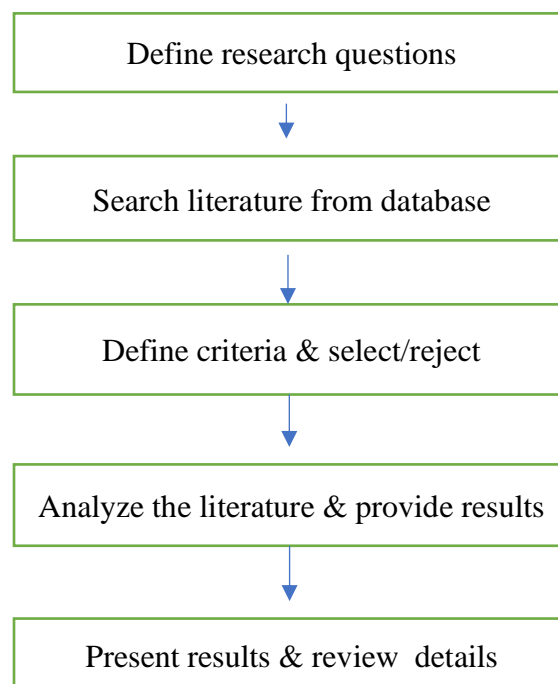 Define research questions
Search literature from database
Define criteria & select/reject
Analyze the literature & provide results
Present results & review details